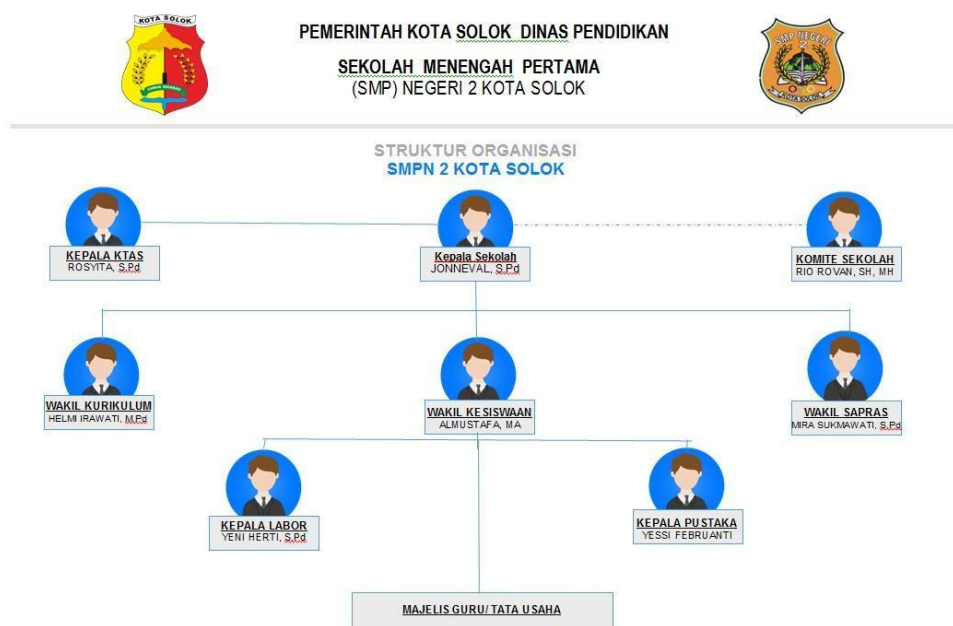 KOTA SOLOK
PEMERINTAH KOTA SOLOK DINAS PENDIDIKAN
SEKOLAH MENENGAH PERTAMA
(SMP) NEGERI 2 KOTA SOLOK
SMP NEGERI
2
KOTA SOLOK
STRUKTUR ORGANISASI
SMPN 2 KOTA SOLOK
KEPALA KTAS
ROSYITA, S.Pd
Kepala Sekolah
JONNEVAL, S.Pd
KOMITE SEKOLAH
RIO ROVAN, SH, MH
WAKIL KURIKULUM
HELMI IRAWATI, M.Pd
WAKIL KESISWAAN
ALMUSTAFA, MA
WAKIL SAPRAS
MIRA SUKMAWATI, S.Pd
KEPALA LABOR
YENI HERTI, S.Pd
KEPALA PUSTAKA
YESSI FEBRUANTI
MAJELIS GURU/ TATA USAHA